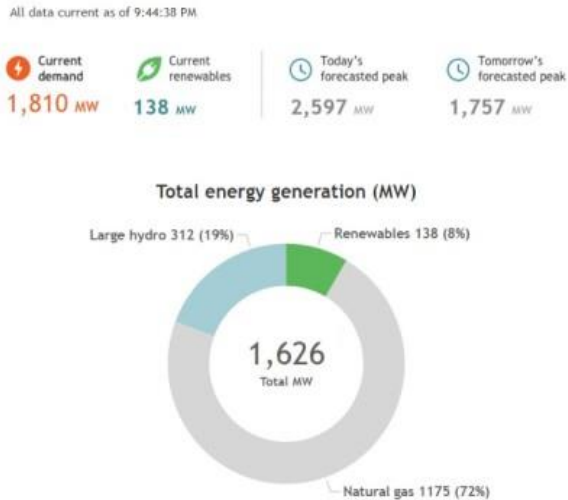 All data current as of 9:44:38 PM
Current demand
1,810 MW
Current renewables
138 MW
Today's forecasted peak
2,597 MW
Tomorrow's forecasted peak
1,757 MW
Total energy generation (MW)
Large hydro 312 (19%)
Renewables 138 (8%)
1,626
Total MW
Natural gas 1175 (72%)